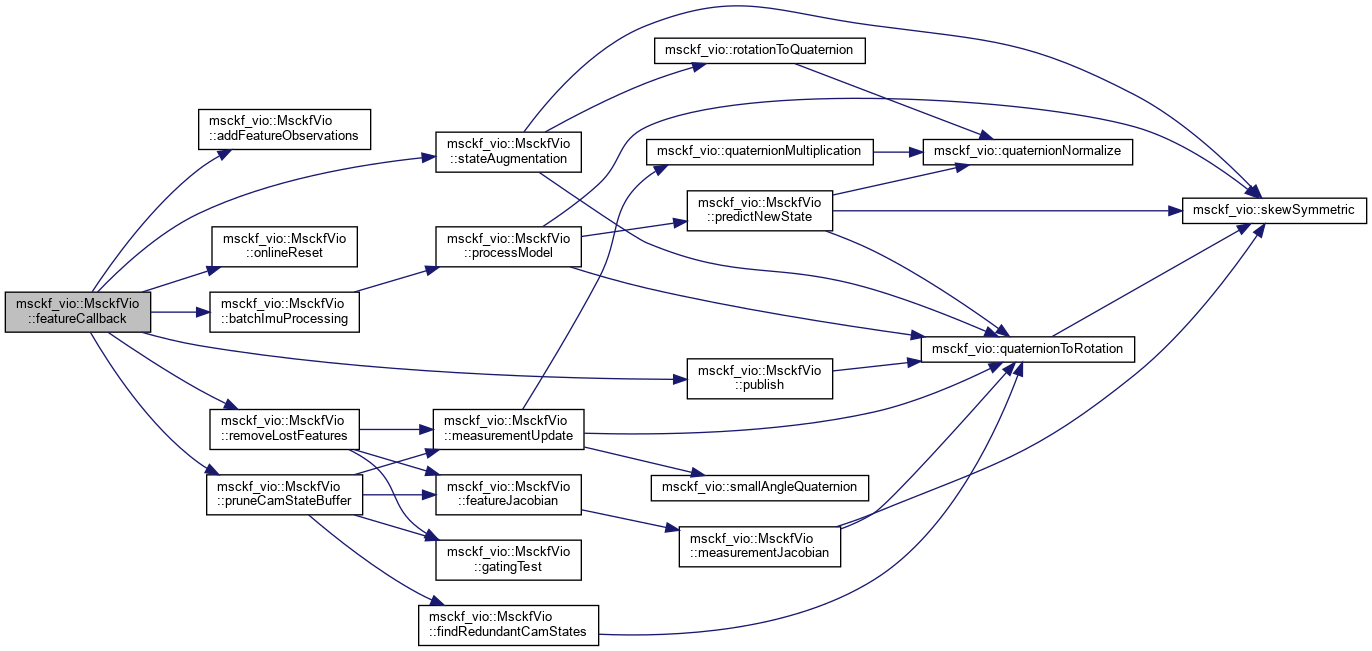 msckf_vio::MsckfVio
::featureCallback
msckf_vio::MsckfVio
::addFeatureObservations
msckf_vio::MsckfVio
::onlineReset
msckf_vio::MsckfVio
::batchImuProcessing
msckf_vio::MsckfVio
::removeLostFeatures
msckf_vio::MsckfVio
::pruneCamStateBuffer
msckf_vio::MsckfVio
::stateAugmentation
msckf_vio::MsckfVio
::processModel
msckf_vio::MsckfVio
::measurementUpdate
msckf_vio::MsckfVio
::featureJacobian
msckf_vio::MsckfVio
::gatingTest
msckf_vio::MsckfVio
::findRedundantCamStates
msckf_vio::rotationToQuaternion
msckf_vio::quaternionMultiplication
msckf_vio::MsckfVio
::predictNewState
msckf_vio::MsckfVio
::publish
msckf_vio::smallAngleQuaternion
msckf_vio::MsckfVio
::measurementJacobian
msckf_vio::quaternionNormalize
msckf_vio::quaternionToRotation
msckf_vio::skewSymmetric